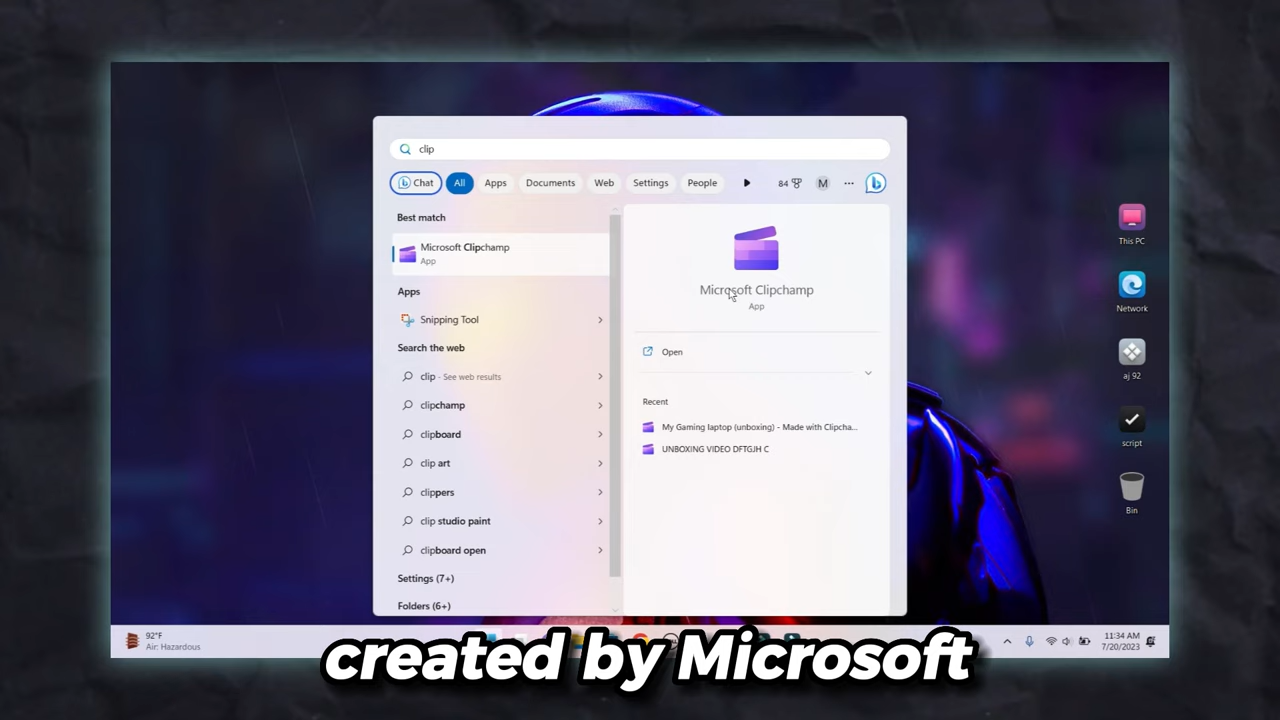 clip
Chat
All
Apps
Documents
Web
Settings
People
84
M
Best match
Microsoft Clipchamp
App
Apps
Snipping Tool
Search the web
clip - See web results
clipchamp
clipboard
clip art
clippers
clip studio paint
clipboard open
Settings (7+)
Folders (6+)
Microsoft Clipchamp
App
Open
Recent
My Gaming laptop (unboxing) - Made with Clipcha...
UNBOXING VIDEO DFTGJH C
This PC
Network
aj 92
script
Bin
92°F
Air: Hazardous
11:34 AM
7/20/2023
created by Microsoft